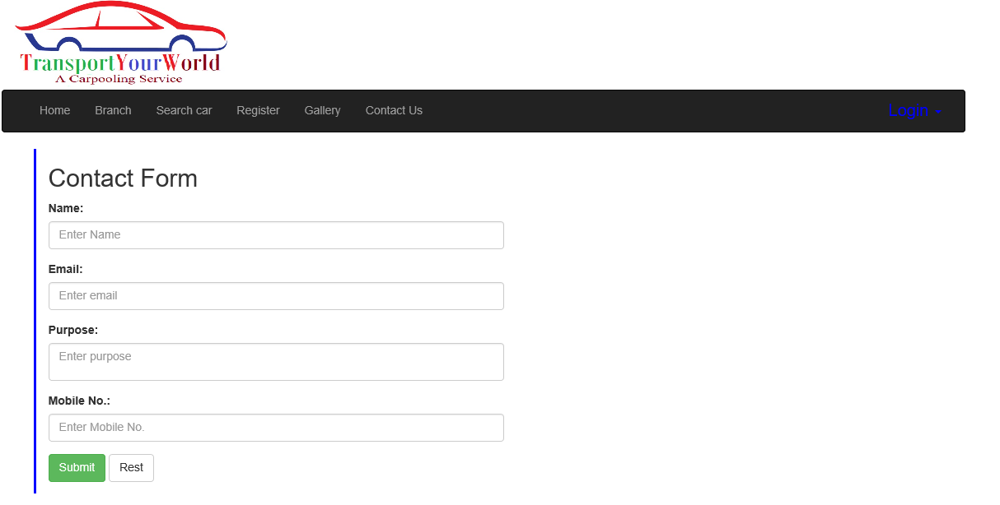 TransportYourWorld
A Carpooling Service
Home Branch Search car Register Gallery Contact Us Login
Contact Form
Name:
Enter Name
Email:
Enter email
Purpose:
Enter purpose
Mobile No.:
Enter Mobile No.
Submit Rest